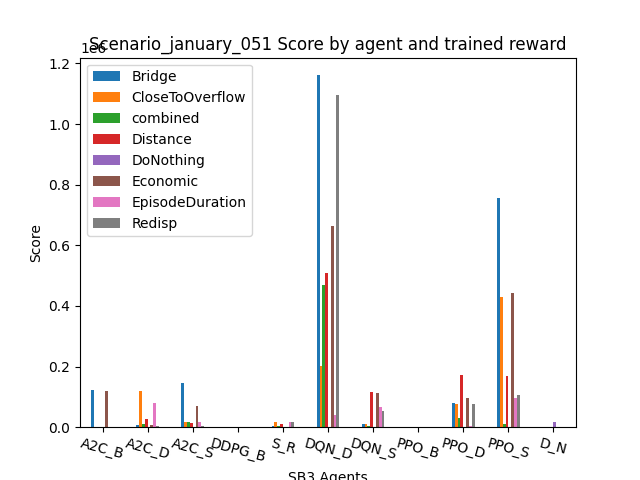 Scenario_january_051 Score by agent and trained reward
1e6
1.2
1.0
0.8
0.6
0.4
0.2
0.0
Score
Bridge
CloseToOverflow
combined
Distance
DoNothing
Economic
EpisodeDuration
Redisp
A2C_B
A2C_D
A2C_S
DDPG_B
S_R
DQN_D
DQN_S
PPO_B
PPO_D
PPO_S
D_N
SB3 Agents